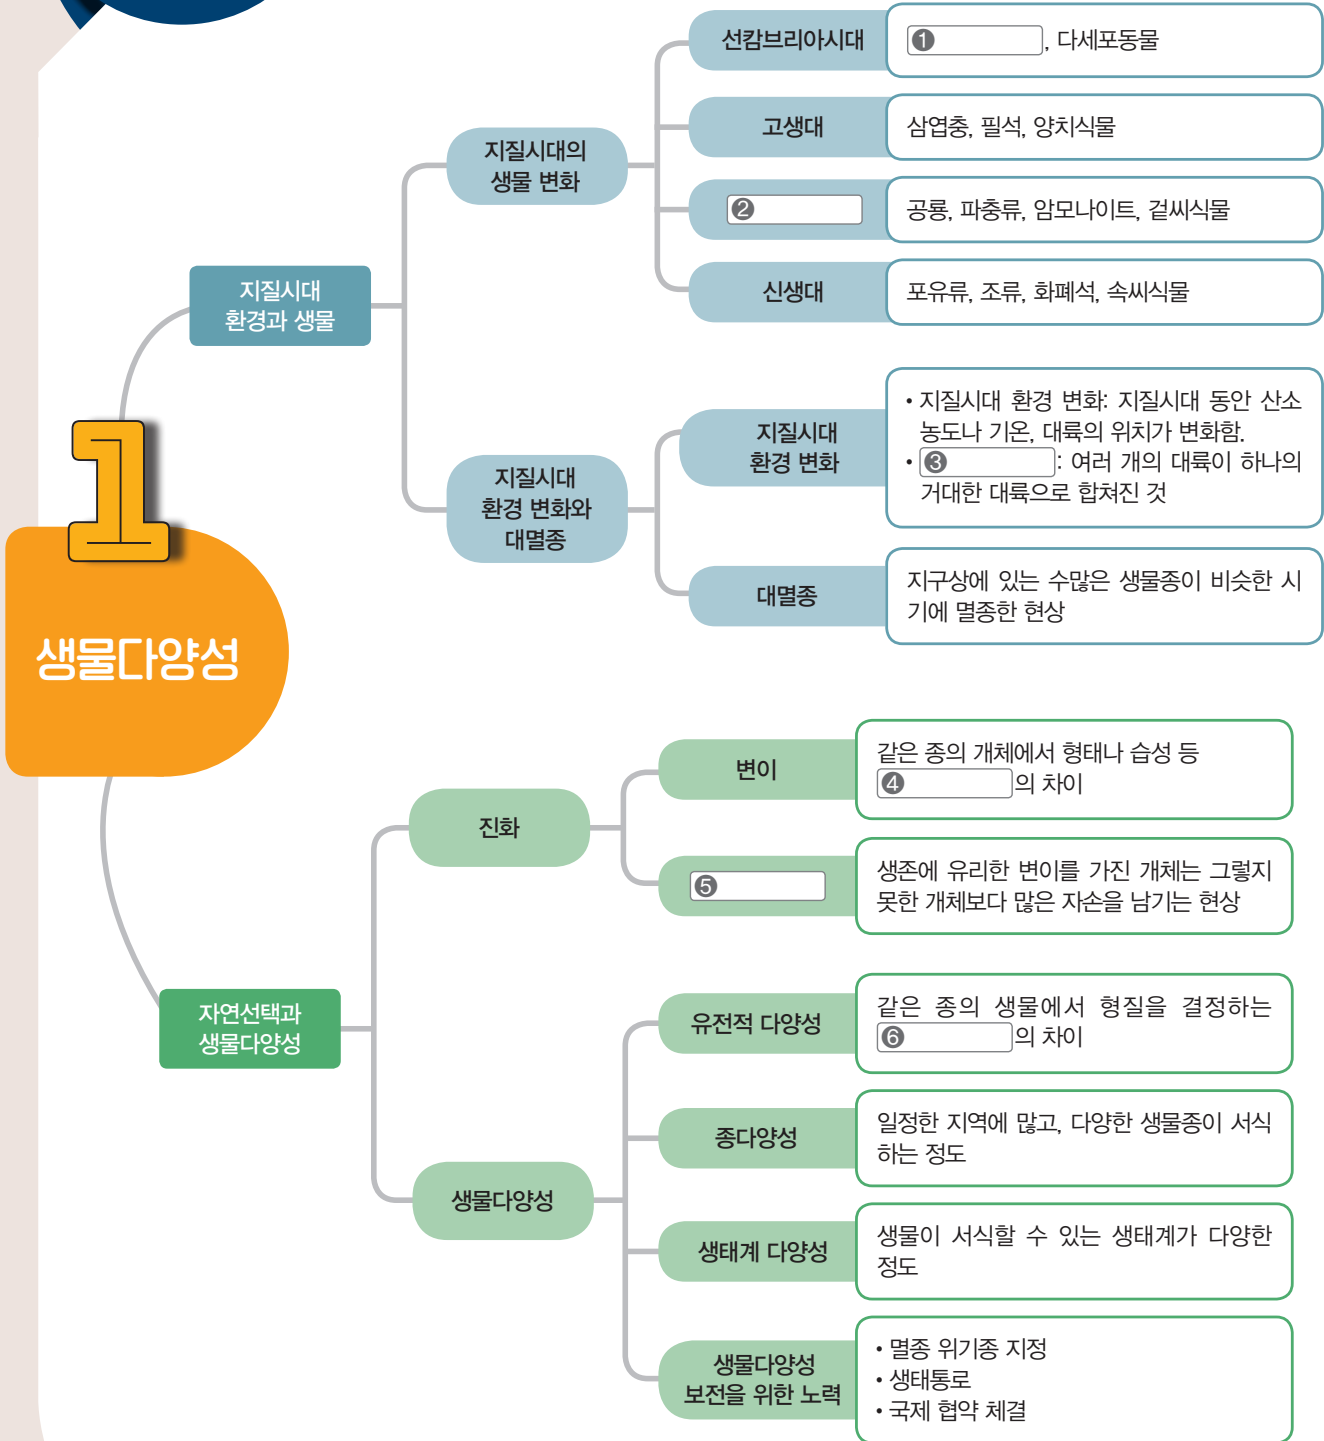 1
생물다양성
지질시대
환경과 생물
지질시대의
생물 변화
선캄브리아시대
❶ , 다세포동물
고생대
삼엽충, 필석, 양치식물
❷
공룡, 파충류, 암모나이트, 겉씨식물
신생대
포유류, 조류, 화폐석, 속씨식물
지질시대
환경 변화와
대멸종
지질시대
환경 변화
• 지질시대 환경 변화: 지질시대 동안 산소
농도나 기온, 대륙의 위치가 변화함.
• ❸ : 여러 개의 대륙이 하나의
거대한 대륙으로 합쳐진 것
대멸종
지구상에 있는 수많은 생물종이 비슷한 시
기에 멸종한 현상
자연선택과
생물다양성
진화
변이
같은 종의 개체에서 형태나 습성 등
❹ 의 차이
❺
생존에 유리한 변이를 가진 개체는 그렇지
못한 개체보다 많은 자손을 남기는 현상
생물다양성
유전적 다양성
같은 종의 생물에서 형질을 결정하는
❻ 의 차이
종다양성
일정한 지역에 많고, 다양한 생물종이 서식
하는 정도
생태계 다양성
생물이 서식할 수 있는 생태계가 다양한
정도
생물다양성
보전을 위한 노력
• 멸종 위기종 지정
• 생태통로
• 국제 협약 체결